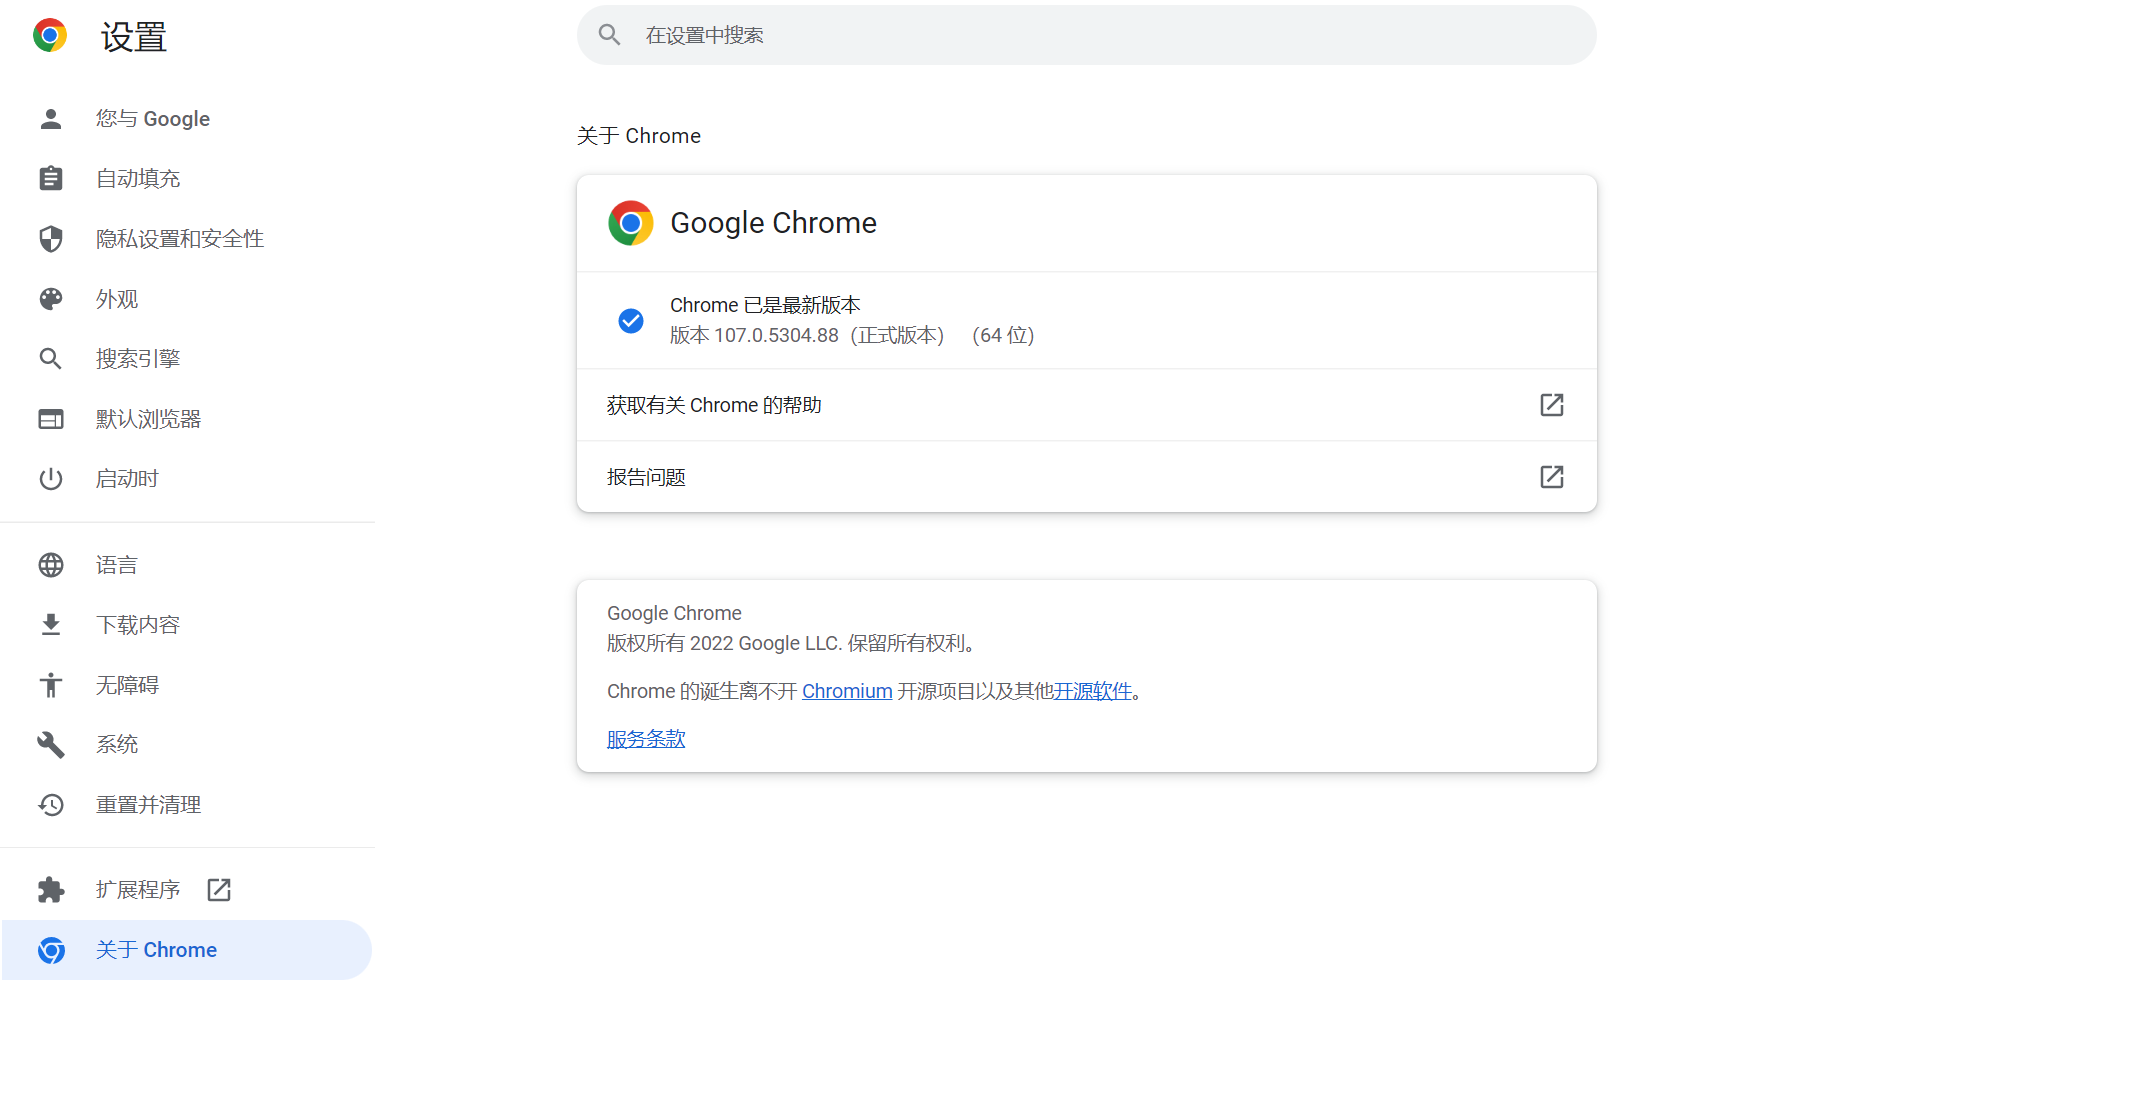 设置
在设置中搜索
您与 Google
自动填充
隐私设置和安全性
外观
搜索引擎
默认浏览器
启动时
语言
下载内容
无障碍
系统
重置并清理
扩展程序
关于 Chrome
关于 Chrome
Google Chrome
Chrome 已是最新版本
版本 107.0.5304.88（正式版本） （64 位）
获取有关 Chrome 的帮助
报告问题
Google Chrome
版权所有 2022 Google LLC. 保留所有权利。
Chrome 的诞生离不开 Chromium 开源项目以及其他开源软件。
服务条款